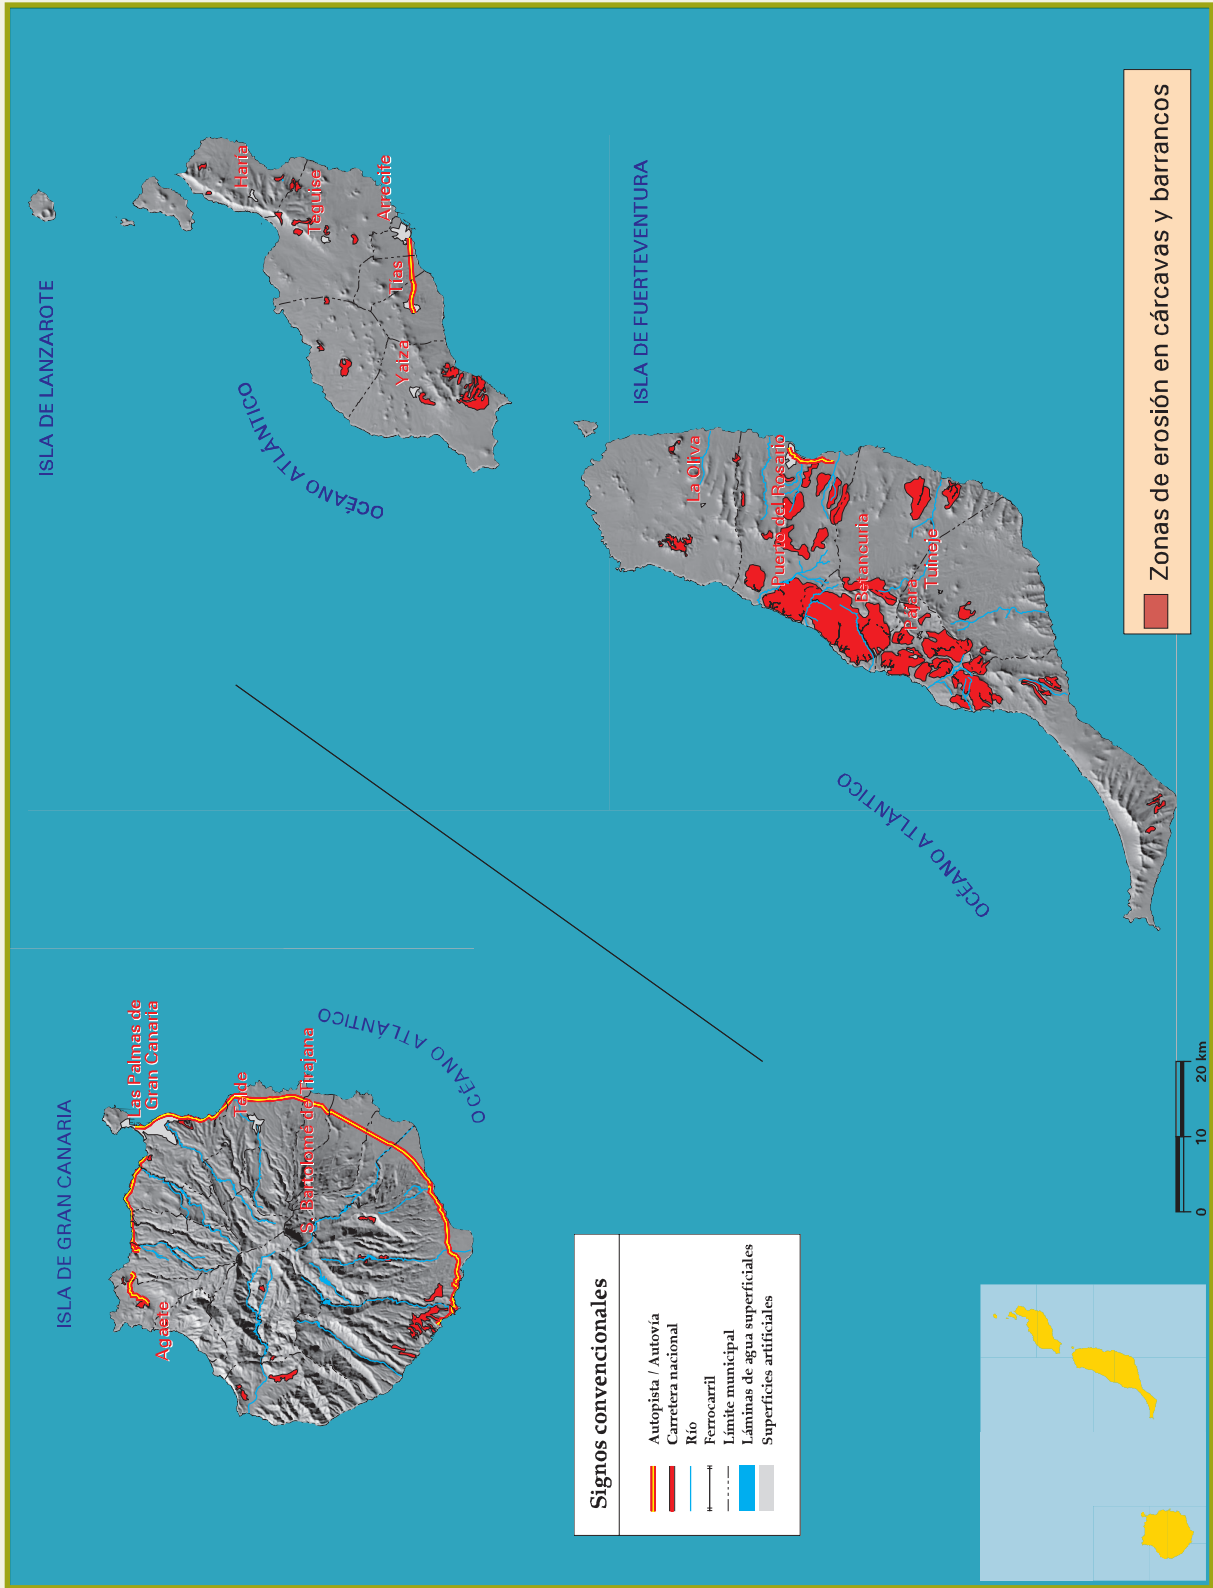 ISLA DE GRAN CANARIA
Las Palmas de
Gran Canaria
Agaete
Telde
S. Bartolomé de Tirajana
OCÉANO ATLÁNTICO
ISLA DE LANZAROTE
Haría
Teguise
Arrecife
Tías
Yaiza
OCÉANO ATLÁNTICO
ISLA DE FUERTEVENTURA
La Oliva
Puerto del Rosario
Betancuria
Pájara
Tuineje
OCÉANO ATLÁNTICO
Signos convencionales
Autopista / Autovía
Carretera nacional
Río
Ferrocarril
Límite municipal
Láminas de agua superficiales
Superficies artificiales
0 10 20 km
Zonas de erosión en cárcavas y barrancos